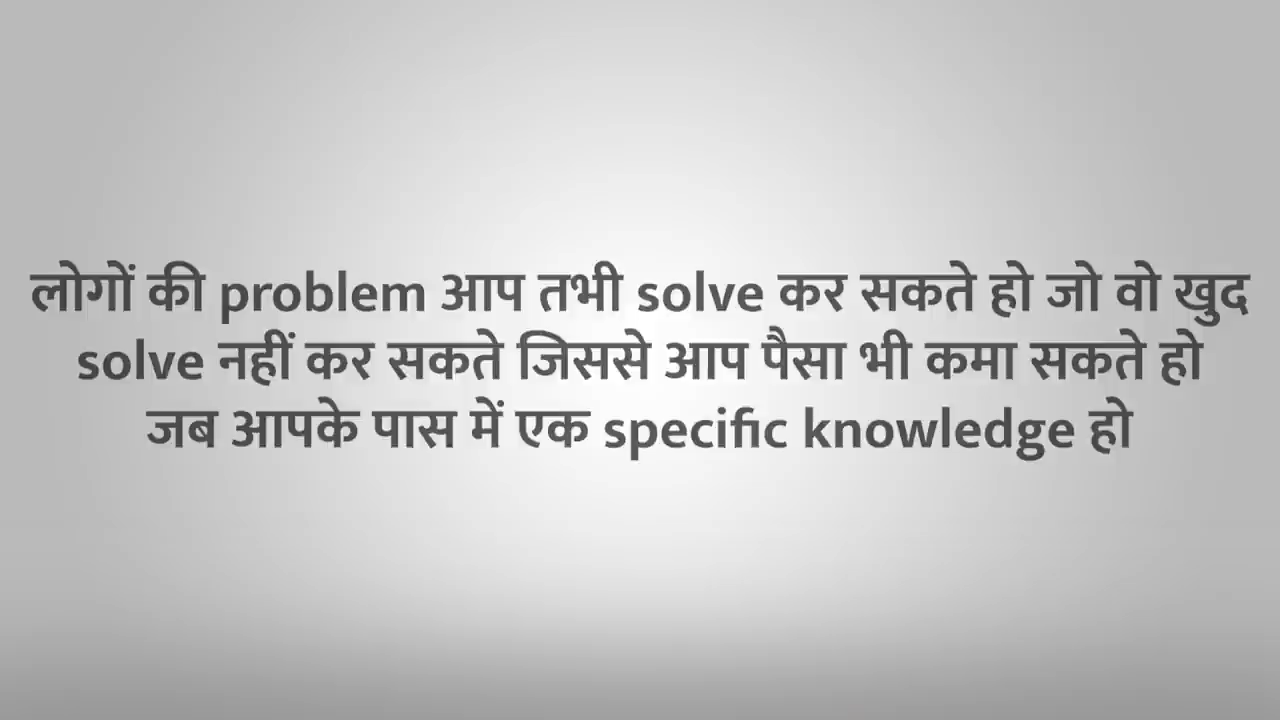 लोगों की problem आप तभी solve कर सकते हो जो वो खुद
solve नहीं कर सकते जिससे आप पैसा भी कमा सकते हो
जब आपके पास में एक specific knowledge हो